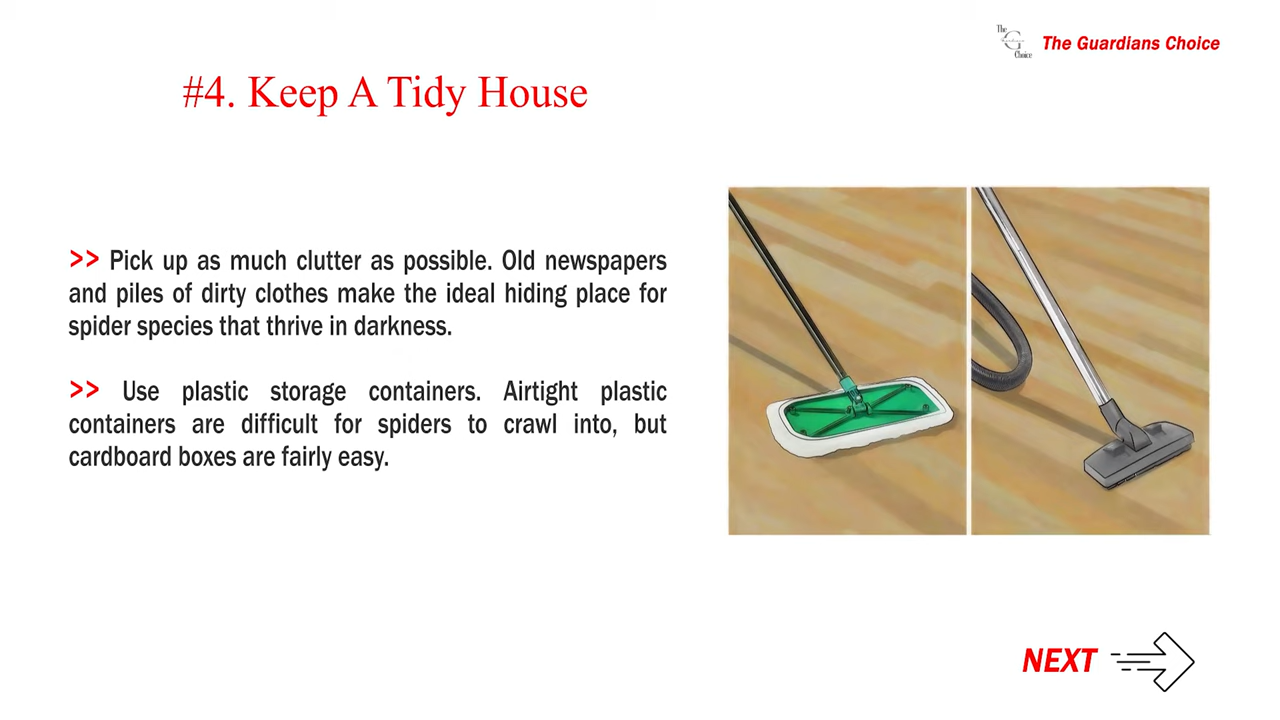 The
G
Choice
The Guardians Choice
#4. Keep A Tidy House
>> Pick up as much clutter as possible. Old newspapers
and piles of dirty clothes make the ideal hiding place for
spider species that thrive in darkness.
>> Use plastic storage containers. Airtight plastic
containers are difficult for spiders to crawl into, but
cardboard boxes are fairly easy.
NEXT